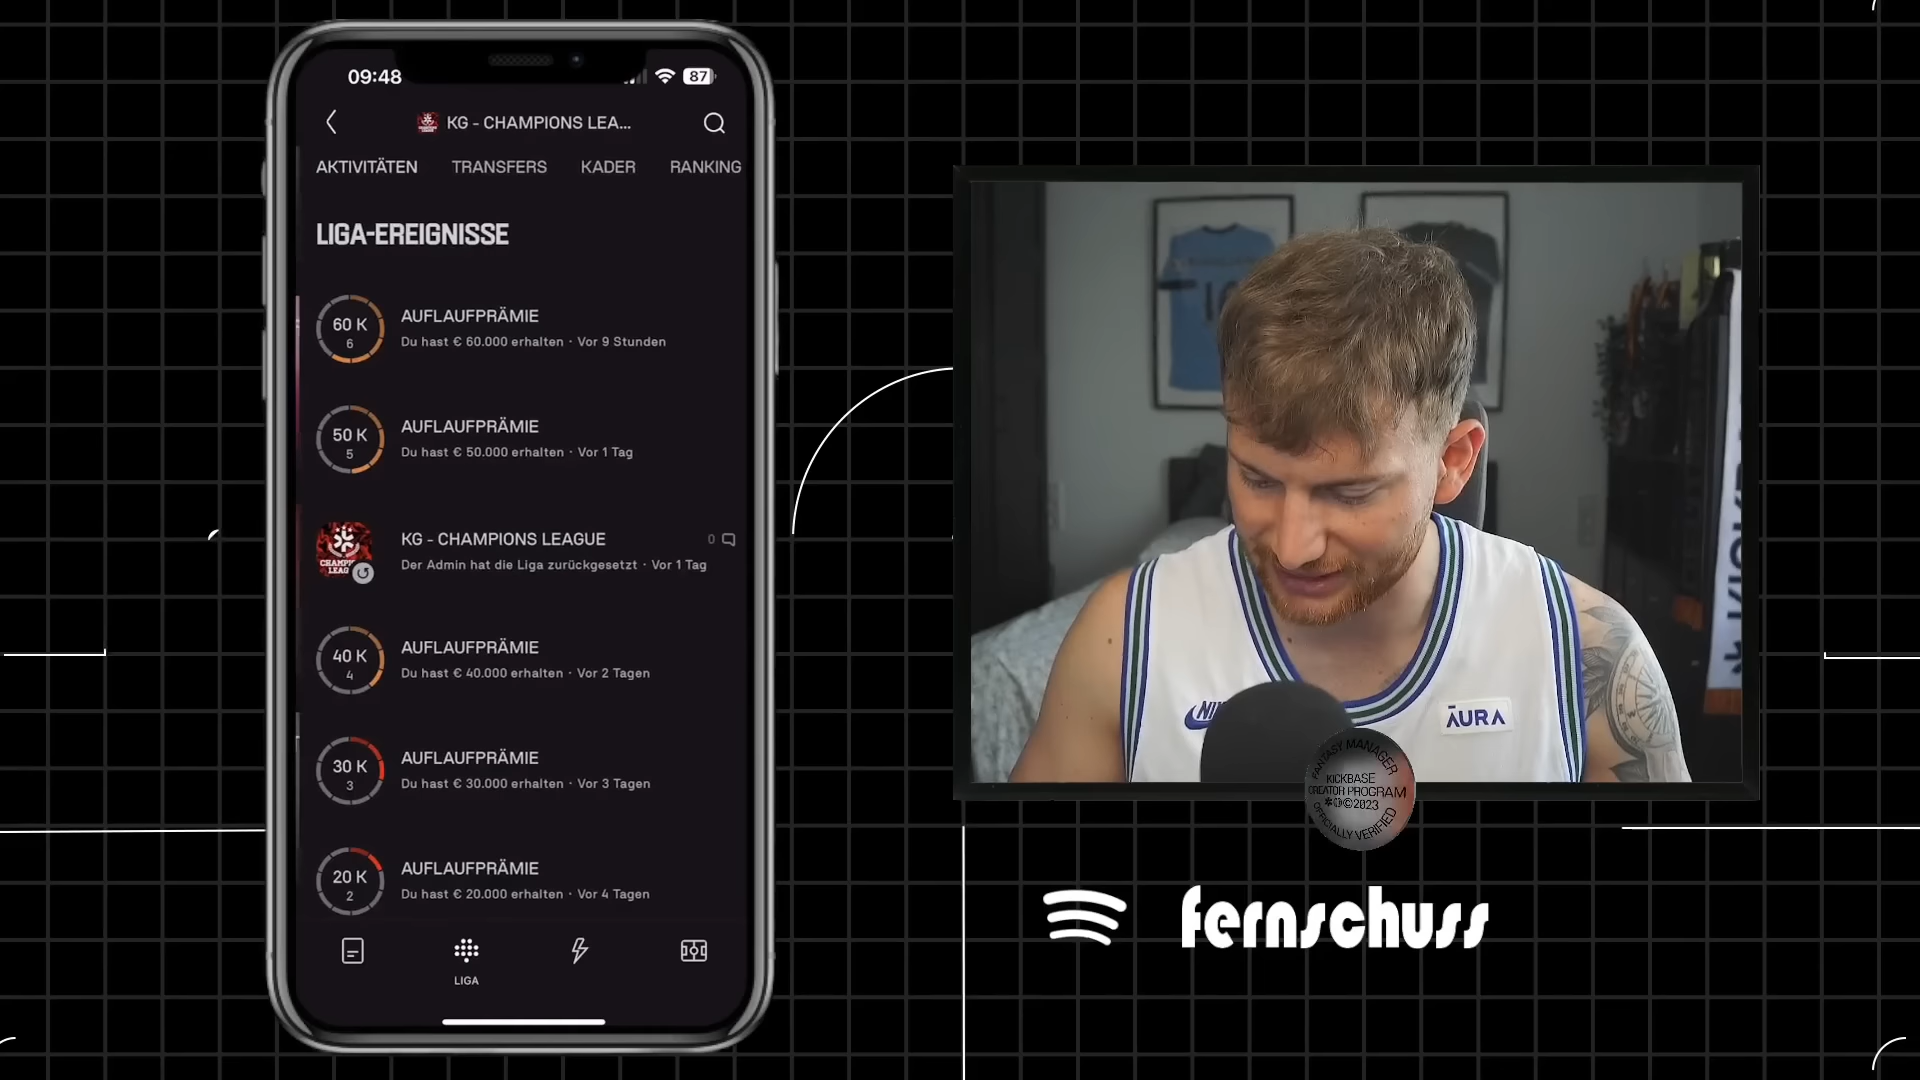 09:48
87
KG - CHAMPIONS LEA...
AKTIVITÄTEN TRANSFERS KADER RANKING
LIGA-EREIGNISSE
60 K
6
AUFLAUFPRÄMIE
Du hast € 60.000 erhalten · Vor 9 Stunden
50 K
5
AUFLAUFPRÄMIE
Du hast € 50.000 erhalten · Vor 1 Tag
KG - CHAMPIONS LEAGUE
0
Der Admin hat die Liga zurückgesetzt · Vor 1 Tag
40 K
4
AUFLAUFPRÄMIE
Du hast € 40.000 erhalten · Vor 2 Tagen
30 K
3
AUFLAUFPRÄMIE
Du hast € 30.000 erhalten · Vor 3 Tagen
20 K
2
AUFLAUFPRÄMIE
Du hast € 20.000 erhalten · Vor 4 Tagen
LIGA
ĀURA
FANTASY MANAGER
KICKBASE
CREATOR PROGRAM
©2023
OFFICIALLY VERIFIED
fernschuss